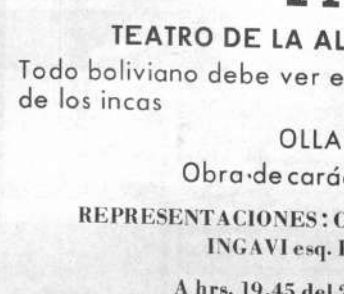 TEATRO DE LA AL
Todo boliviano debe ver e
de los incas
OLLA
Obra·de cará
REPRESENTACIONES:
INGAVI esq.
A hrs. 19.45 del